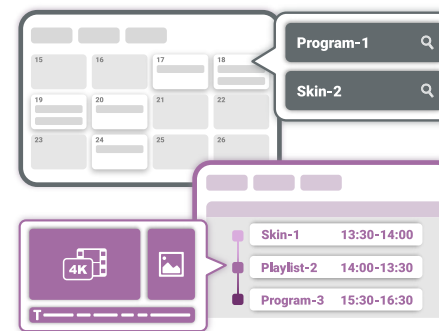 Program-1
Skin-2
15 16 17 18
19 20 21 22
23 24 25 26
4K
T
Skin-1 13:30-14:00
Playlist-2 14:00-13:30
Program-3 15:30-16:30